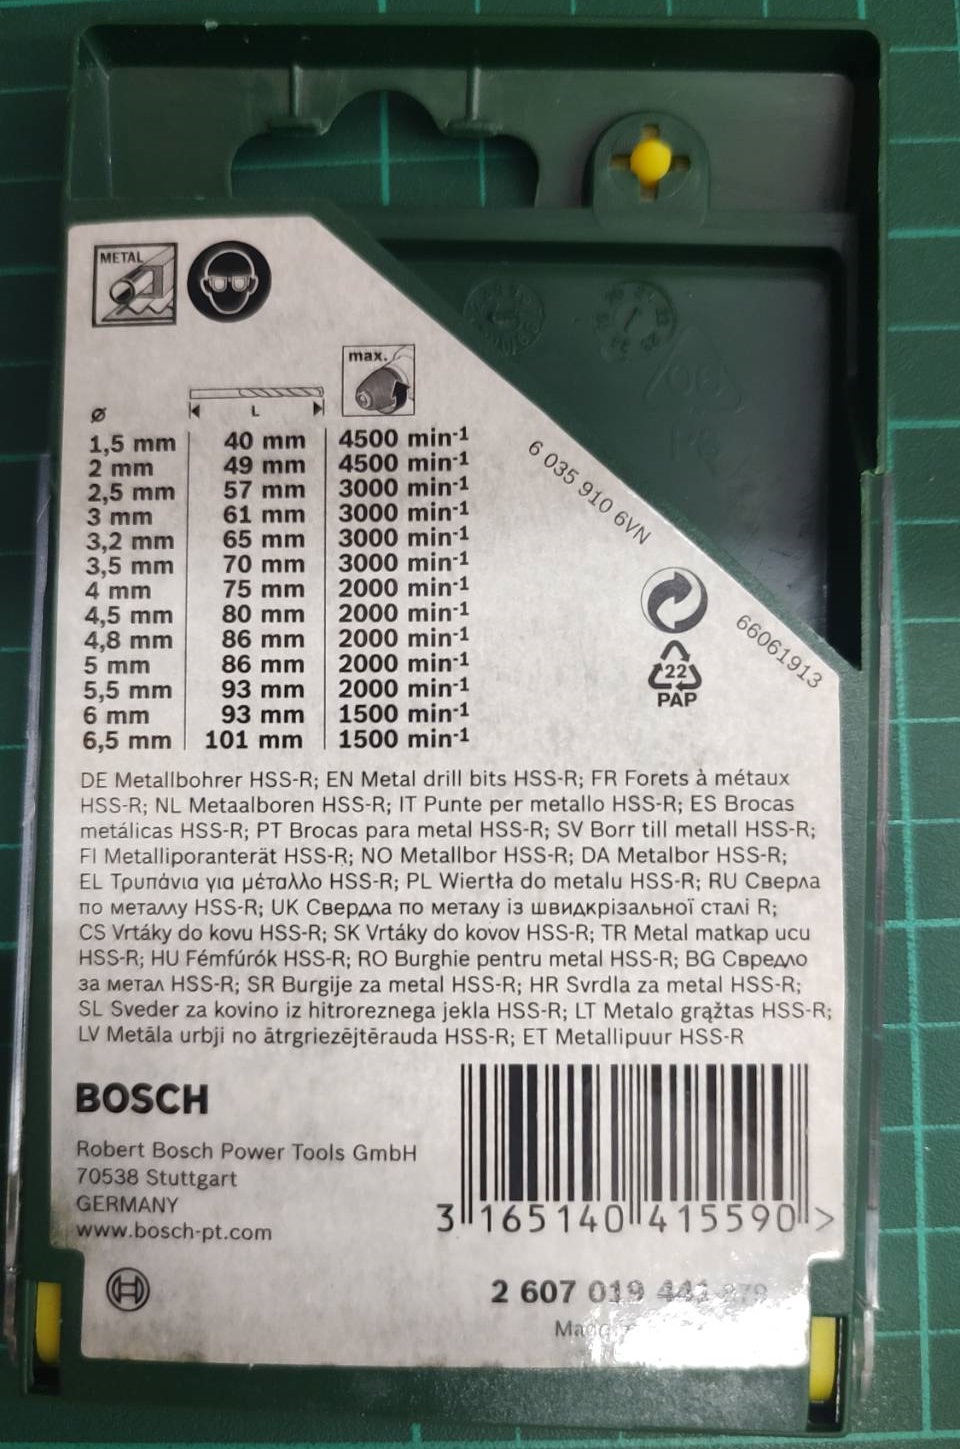 METAL
max.
ø
L
1,5 mm 40 mm 4500 min-1
2 mm 49 mm 4500 min-1
2,5 mm 57 mm 3000 min-1
3 mm 61 mm 3000 min-1
3,2 mm 65 mm 3000 min-1
3,5 mm 70 mm 3000 min-1
4 mm 75 mm 2000 min-1
4,5 mm 80 mm 2000 min-1
4,8 mm 86 mm 2000 min-1
5 mm 86 mm 2000 min-1
5,5 mm 93 mm 2000 min-1
6 mm 93 mm 1500 min-1
6,5 mm 101 mm 1500 min-1
6 035 910 6VN
66061913
22
PAP
DE Metallbohrer HSS-R; EN Metal drill bits HSS-R; FR Forets à métaux
HSS-R; NL Metaalboren HSS-R; IT Punte per metallo HSS-R; ES Brocas
metálicas HSS-R; PT Brocas para metal HSS-R; SV Borr till metall HSS-R;
FI Metalliporanterät HSS-R; NO Metallbor HSS-R; DA Metalbor HSS-R;
EL Τρυπάνια για μέταλλο HSS-R; PL Wiertła do metalu HSS-R; RU Сверла
по металлу HSS-R; UK Свердла по металу із швидкрізальної сталі R;
CS Vrtáky do kovu HSS-R; SK Vrtáky do kovov HSS-R; TR Metal matkap ucu
HSS-R; HU Fémfúrók HSS-R; RO Burghie pentru metal HSS-R; BG Свредло
за метал HSS-R; SR Burgije za metal HSS-R; HR Svrdla za metal HSS-R;
SL Sveder za kovino iz hitroreznega jekla HSS-R; LT Metalo grąžtas HSS-R;
LV Metāla urbji no ātrgriezējtērauda HSS-R; ET Metallipuur HSS-R
BOSCH
Robert Bosch Power Tools GmbH
70538 Stuttgart
GERMANY
www.bosch-pt.com
3 165140 415590 >
2 607 019